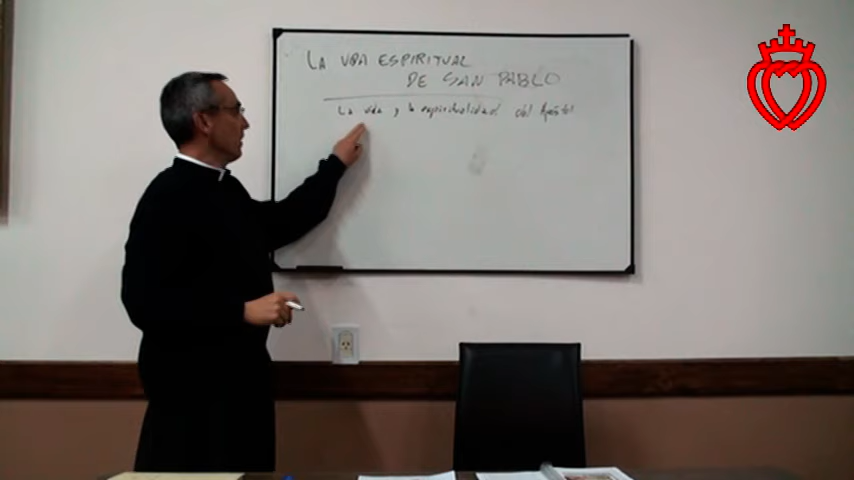 LA VIDA ESPIRITUAL
DE SAN PABLO
La vida y la espiritualidad del Apóstol